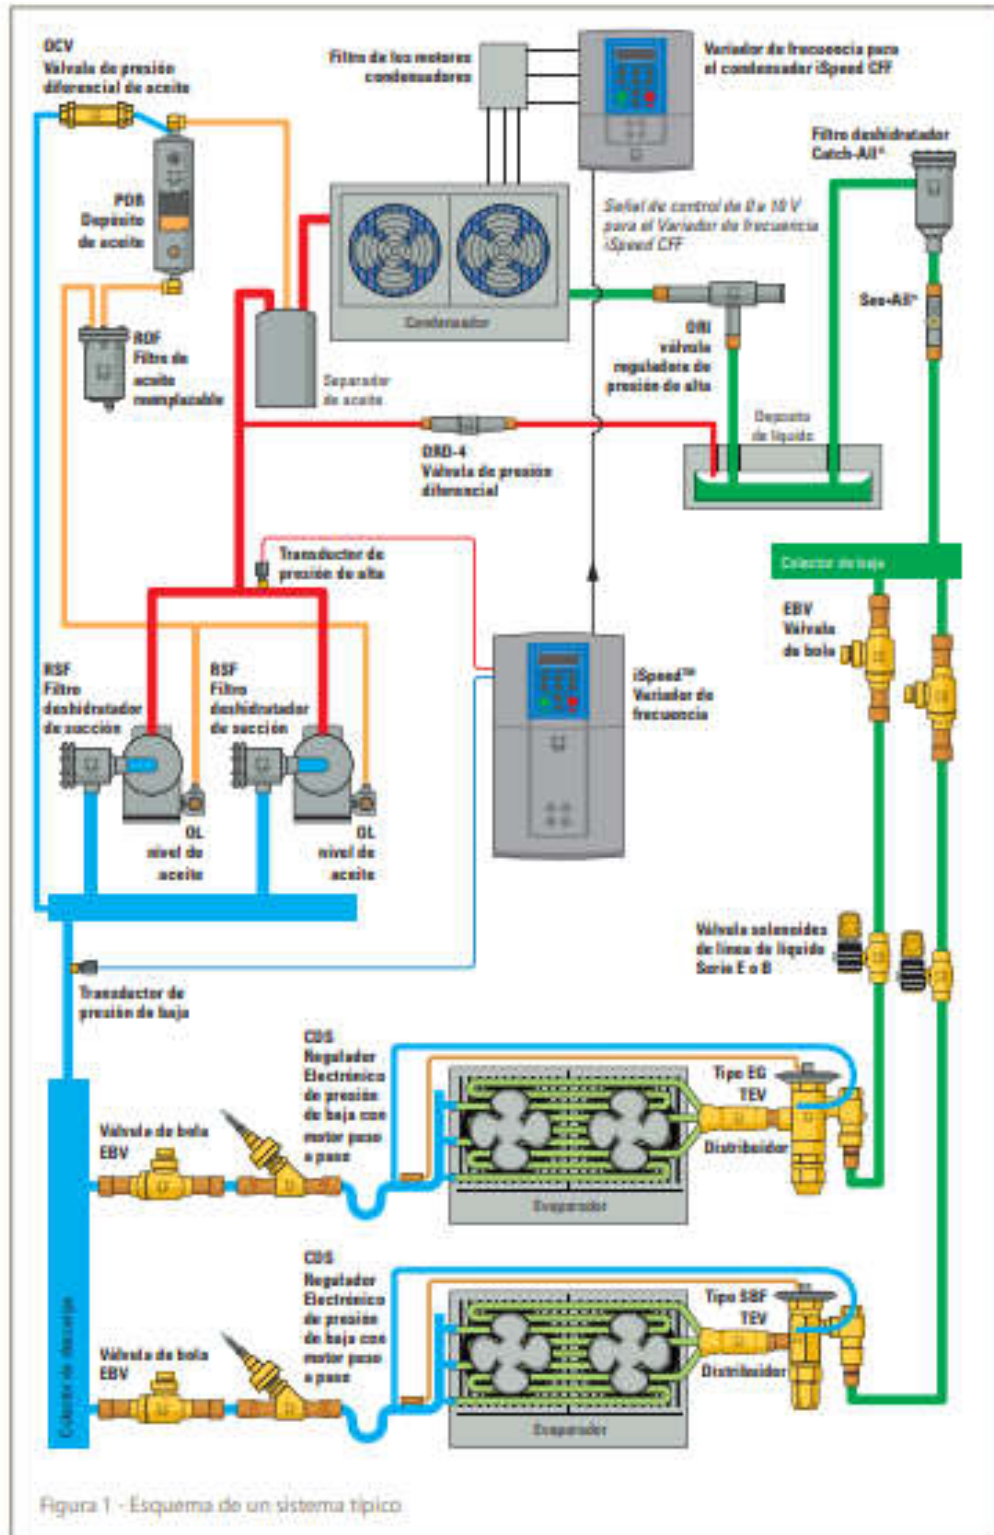 OCV
Válvula de presión
diferencial de aceite
Filtro de los motores
condensadores
Variador de frecuencia para
el condensador iSpeed CFF
Filtro deshidratador
Catch-All®
POR
Depósito
de aceite
Señal de control de 0 a 10 V
para el Variador de frecuencia
iSpeed CFF
See•All®
Condensador
ROF
Filtro de
aceite
reemplazable
Separador
de aceite
ORI
válvula
reguladora de
presión de alta
Deposito
de líquido
ORD-4
Válvula de presión
diferencial
Transductor de
presión de alta
Colector de baja
EBV
Válvula
de bola
RSF
Filtro
deshidratador
de succión
RSF
Filtro
deshidratador
de succión
iSpeed™
Variador de
frecuencia
OL
nivel de
aceite
OL
nivel de
aceite
Válvula solenoides
de línea de líquido
Serie E o B
Transductor de
presión de baja
CDS
Regulador
Electrónico
de presión
de baja con
motor paso
a paso
Tipo EG
TEV
Distribuidor
Válvula de bola
EBV
Evaporador
CDS
Regulador
Electrónico
de presión
de baja con
motor paso
a paso
Tipo SBF
TEV
Distribuidor
Válvula de bola
EBV
Evaporador
Colector de descarga
Figura 1 - Esquema de un sistema típico